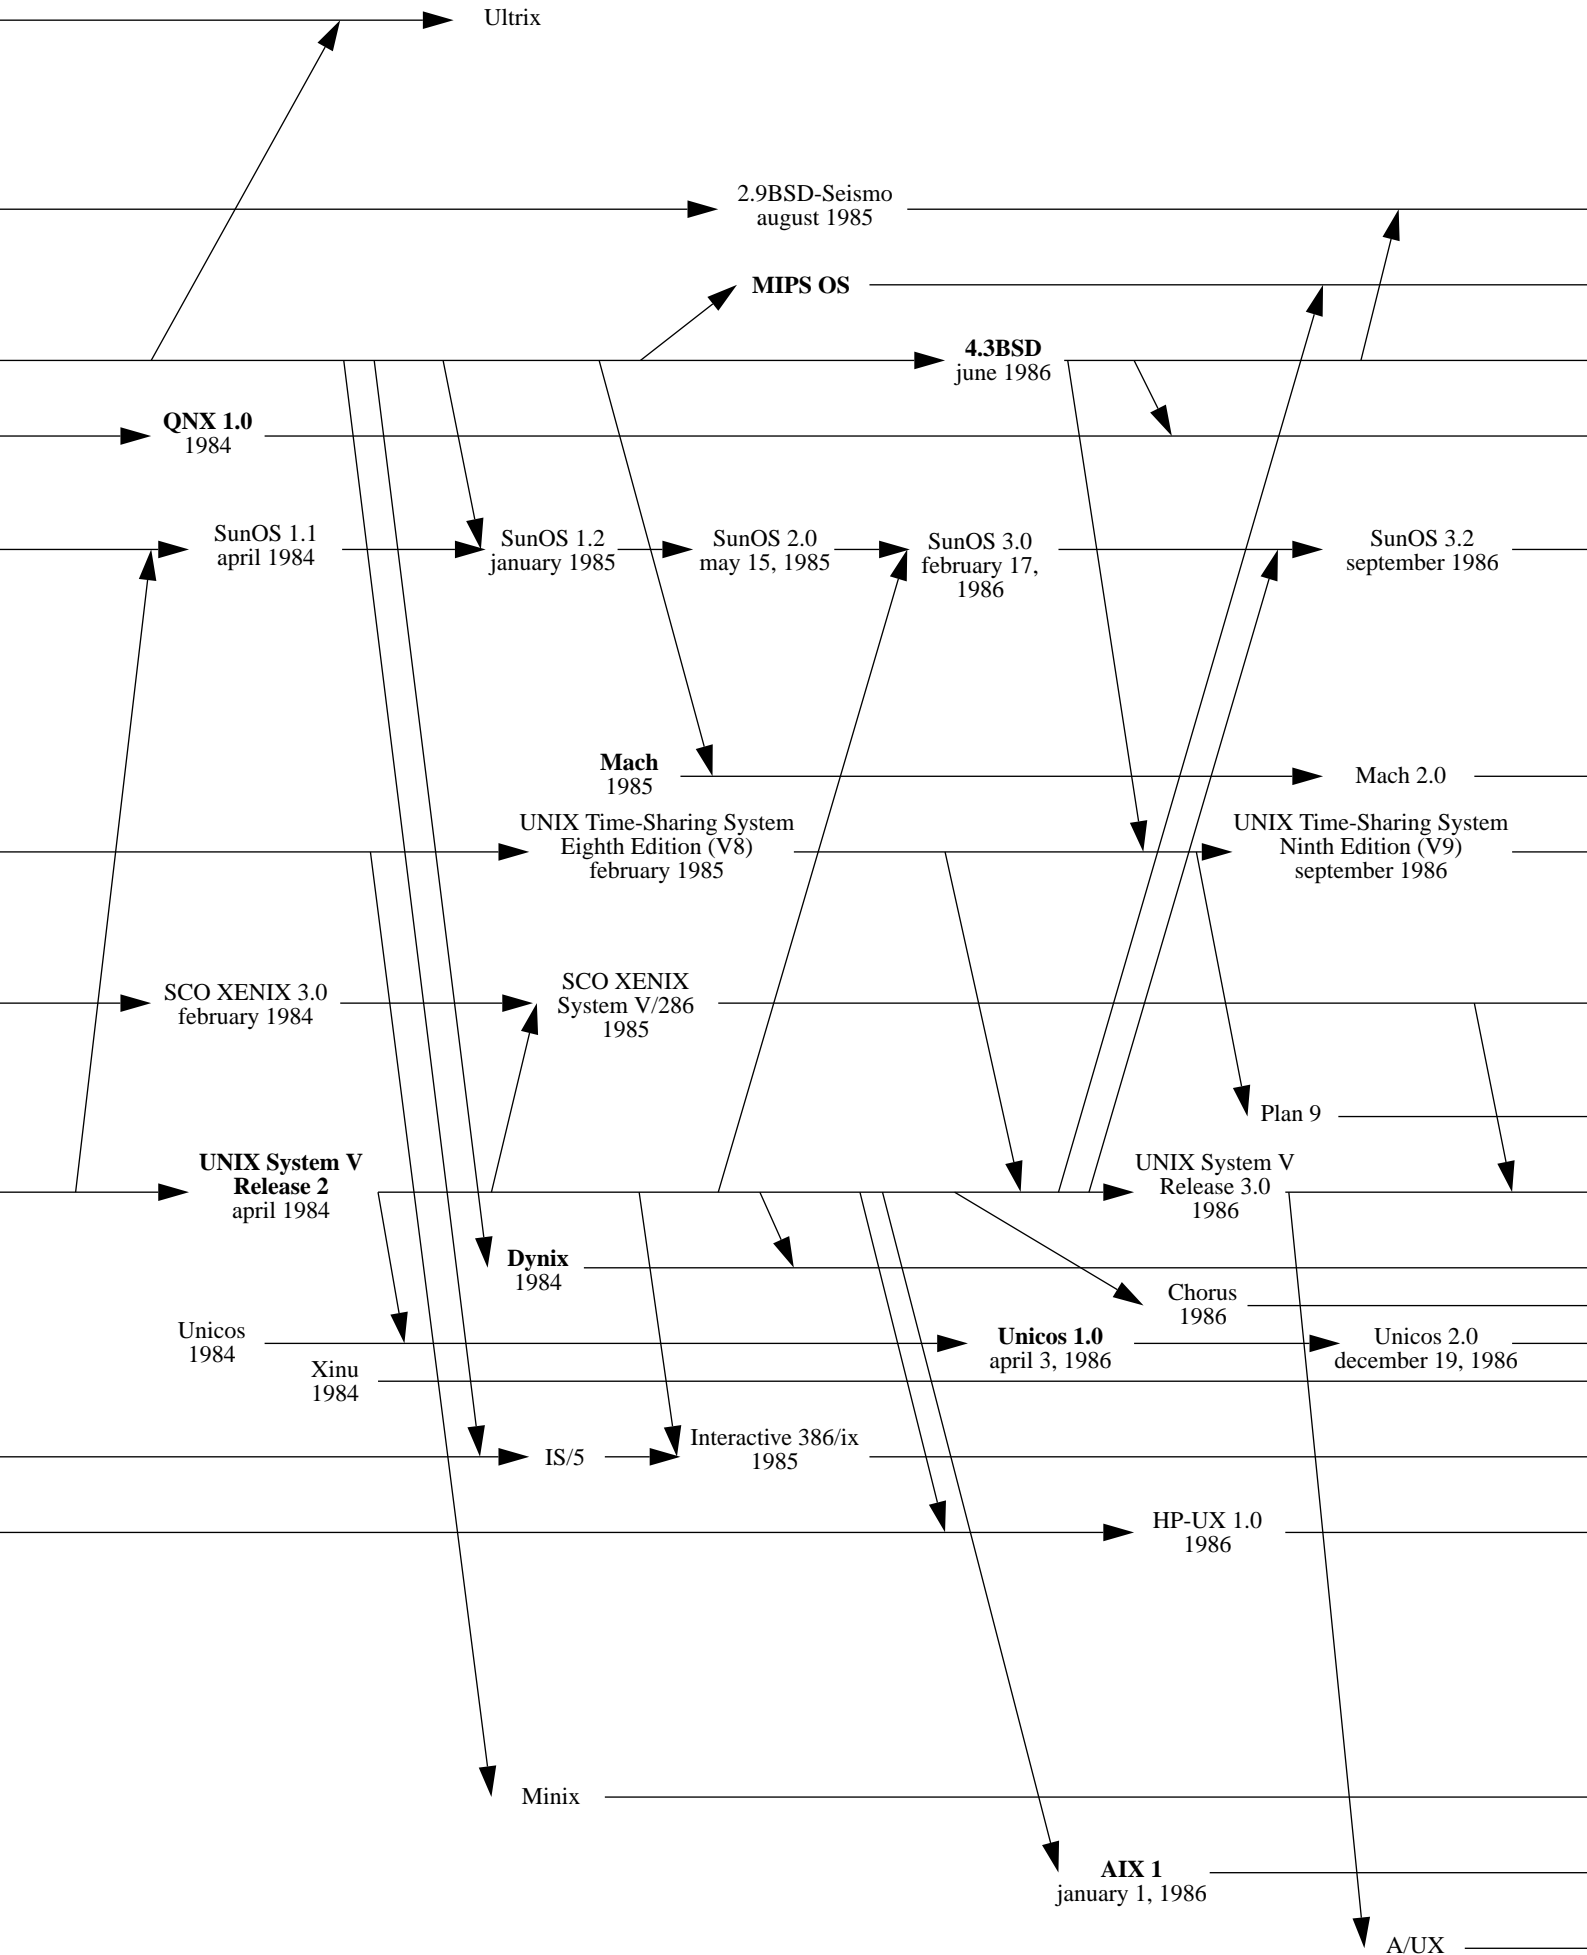 Ultrix
2.9BSD-Seismo
august 1985
MIPS OS
4.3BSD
june 1986
QNX 1.0
1984
SunOS 1.1
april 1984
SunOS 1.2
january 1985
SunOS 2.0
may 15, 1985
SunOS 3.0
february 17,
1986
SunOS 3.2
september 1986
Mach
1985
Mach 2.0
UNIX Time-Sharing System
Eighth Edition (V8)
february 1985
UNIX Time-Sharing System
Ninth Edition (V9)
september 1986
SCO XENIX 3.0
february 1984
SCO XENIX
System V/286
1985
Plan 9
UNIX System V
Release 2
april 1984
UNIX System V
Release 3.0
1986
Dynix
1984
Chorus
1986
Unicos
1984
Unicos 1.0
april 3, 1986
Unicos 2.0
december 19, 1986
Xinu
1984
IS/5
Interactive 386/ix
1985
HP-UX 1.0
1986
Minix
AIX 1
january 1, 1986
A/UX